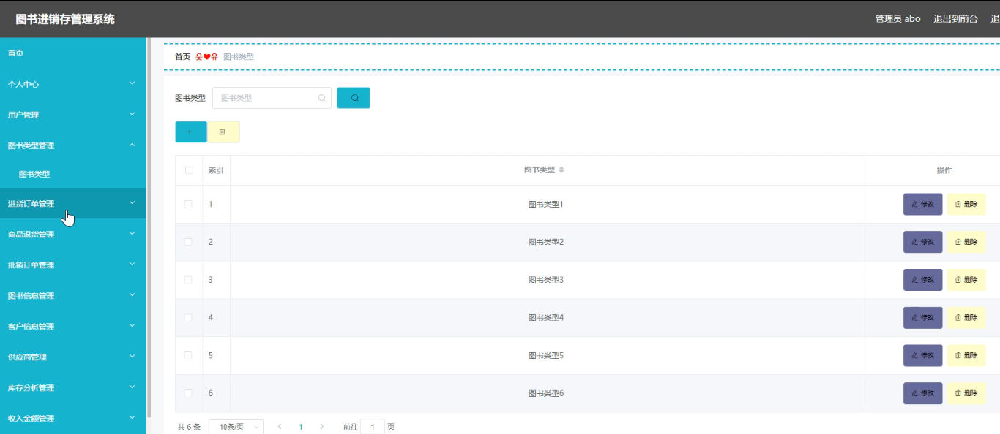 图书进销存管理系统
管理员 abo 退出到前台 退
首页
个人中心
用户管理
图书类型管理
图书类型
进货订单管理
商品退货管理
批销订单管理
图书信息管理
客户信息管理
供应商管理
库存分析管理
收入金额管理
首页 웃❤유 图书类型
图书类型 图书类型
索引 图书类型 操作
1 图书类型1 修改 删除
2 图书类型2 修改 删除
3 图书类型3 修改 删除
4 图书类型4 修改 删除
5 图书类型5 修改 删除
6 图书类型6 修改 删除
共 6 条 10条/页 1 前往 1 页